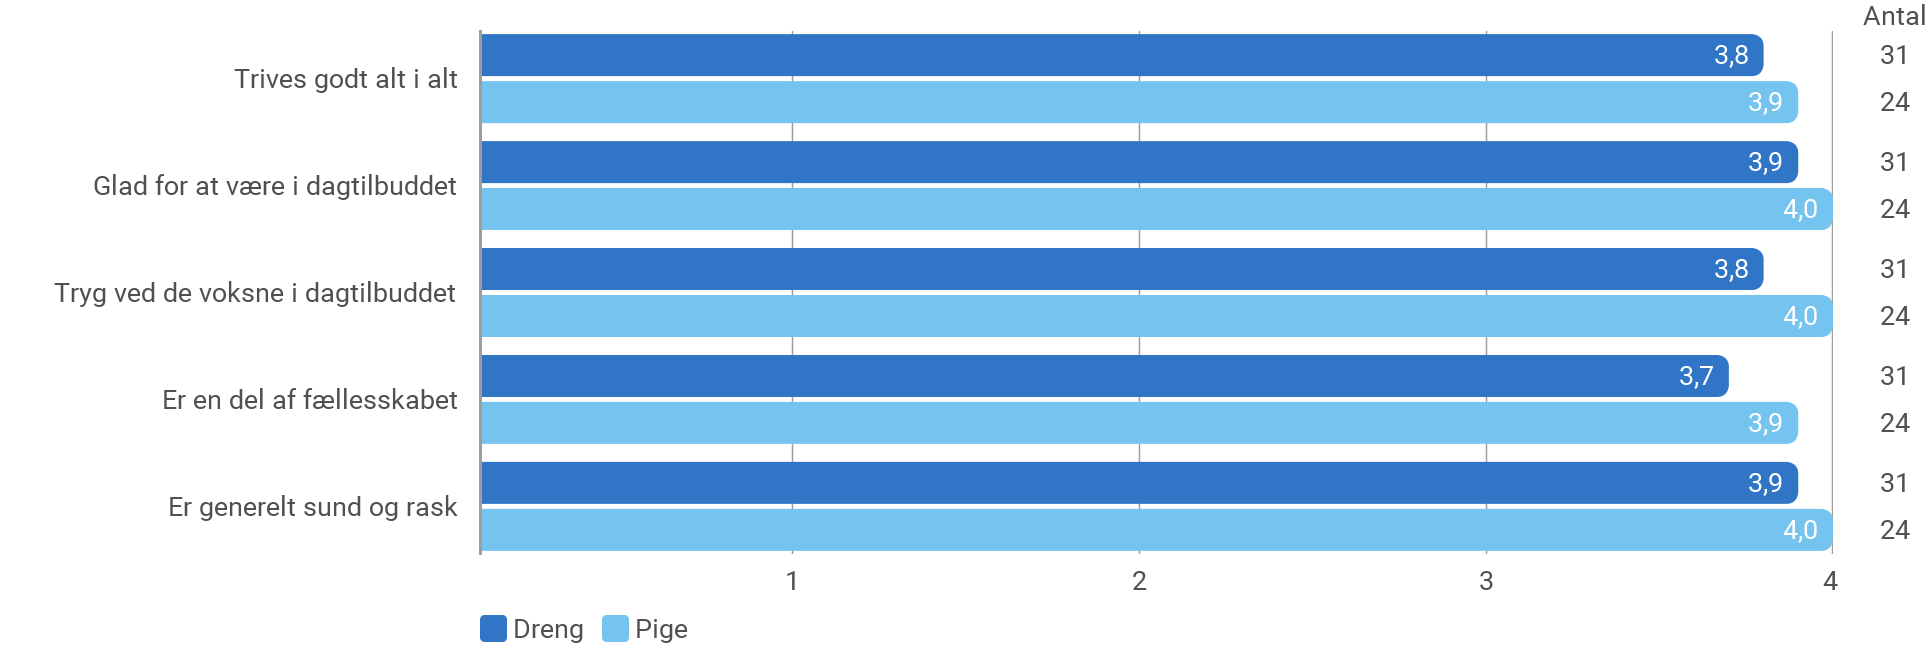 Antal
Trives godt alt i alt
3,8 31
3,9 24
Glad for at være i dagtilbuddet
3,9 31
4,0 24
Tryg ved de voksne i dagtilbuddet
3,8 31
4,0 24
Er en del af fællesskabet
3,7 31
3,9 24
Er generelt sund og rask
3,9 31
4,0 24
1 2 3 4
Dreng Pige